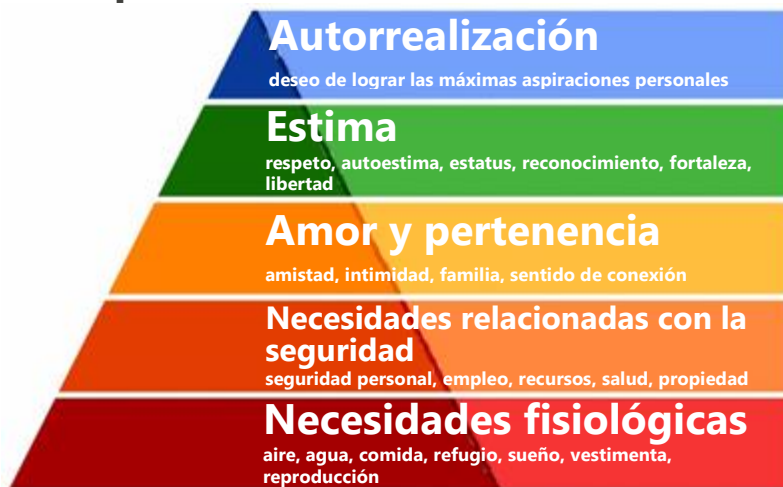 Autorrealización
deseo de lograr las máximas aspiraciones personales
Estima
respeto, autoestima, estatus, reconocimiento, fortaleza,
libertad
Amor y pertenencia
amistad, intimidad, familia, sentido de conexión
Necesidades relacionadas con la
seguridad
seguridad personal, empleo, recursos, salud, propiedad
Necesidades fisiológicas
aire, agua, comida, refugio, sueño, vestimenta,
reproducción